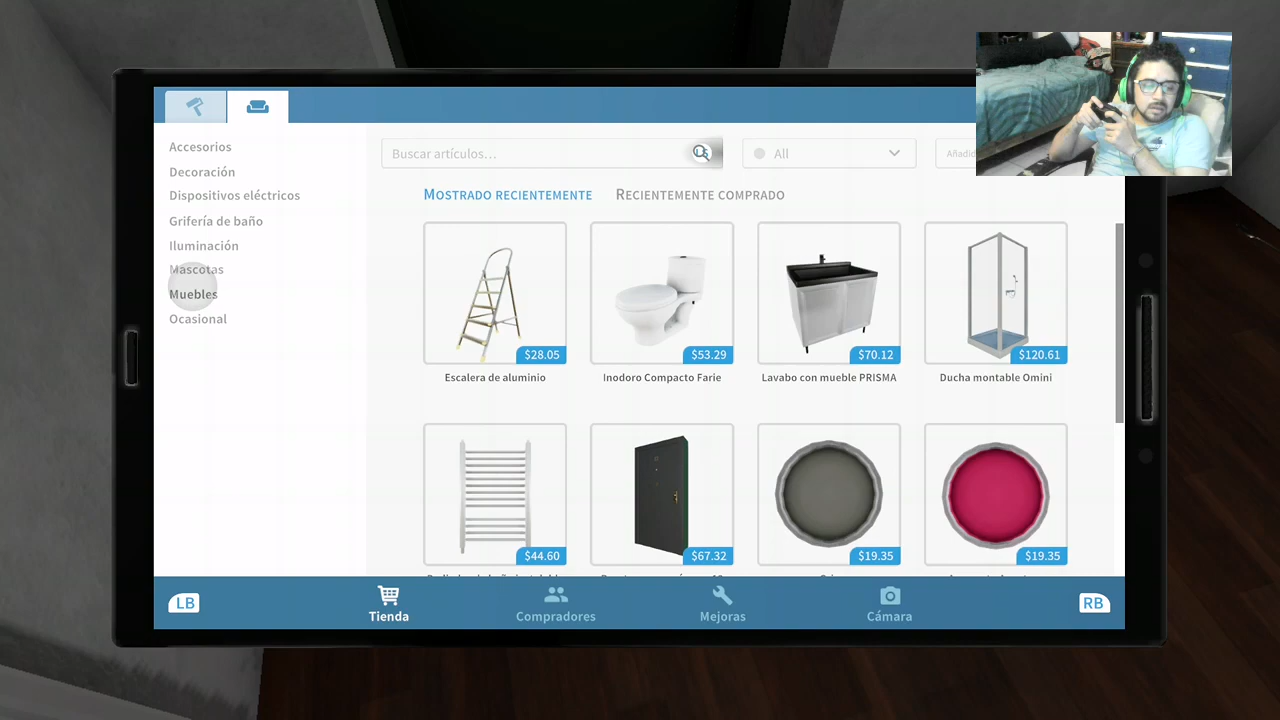 Accesorios
Decoración
Dispositivos eléctricos
Grifería de baño
Iluminación
Mascotas
Muebles
Ocasional
Buscar artículos...
All
MOSTRADO RECIENTEMENTE
RECIENTEMENTE COMPRADO
$28.05
$53.29
$70.12
$120.61
Escalera de aluminio
Inodoro Compacto Farie
Lavabo con mueble PRISMA
Ducha montable Omini
$44.60
$67.32
$19.35
$19.35
LB
Tienda
Compradores
Mejoras
Cámara
RB